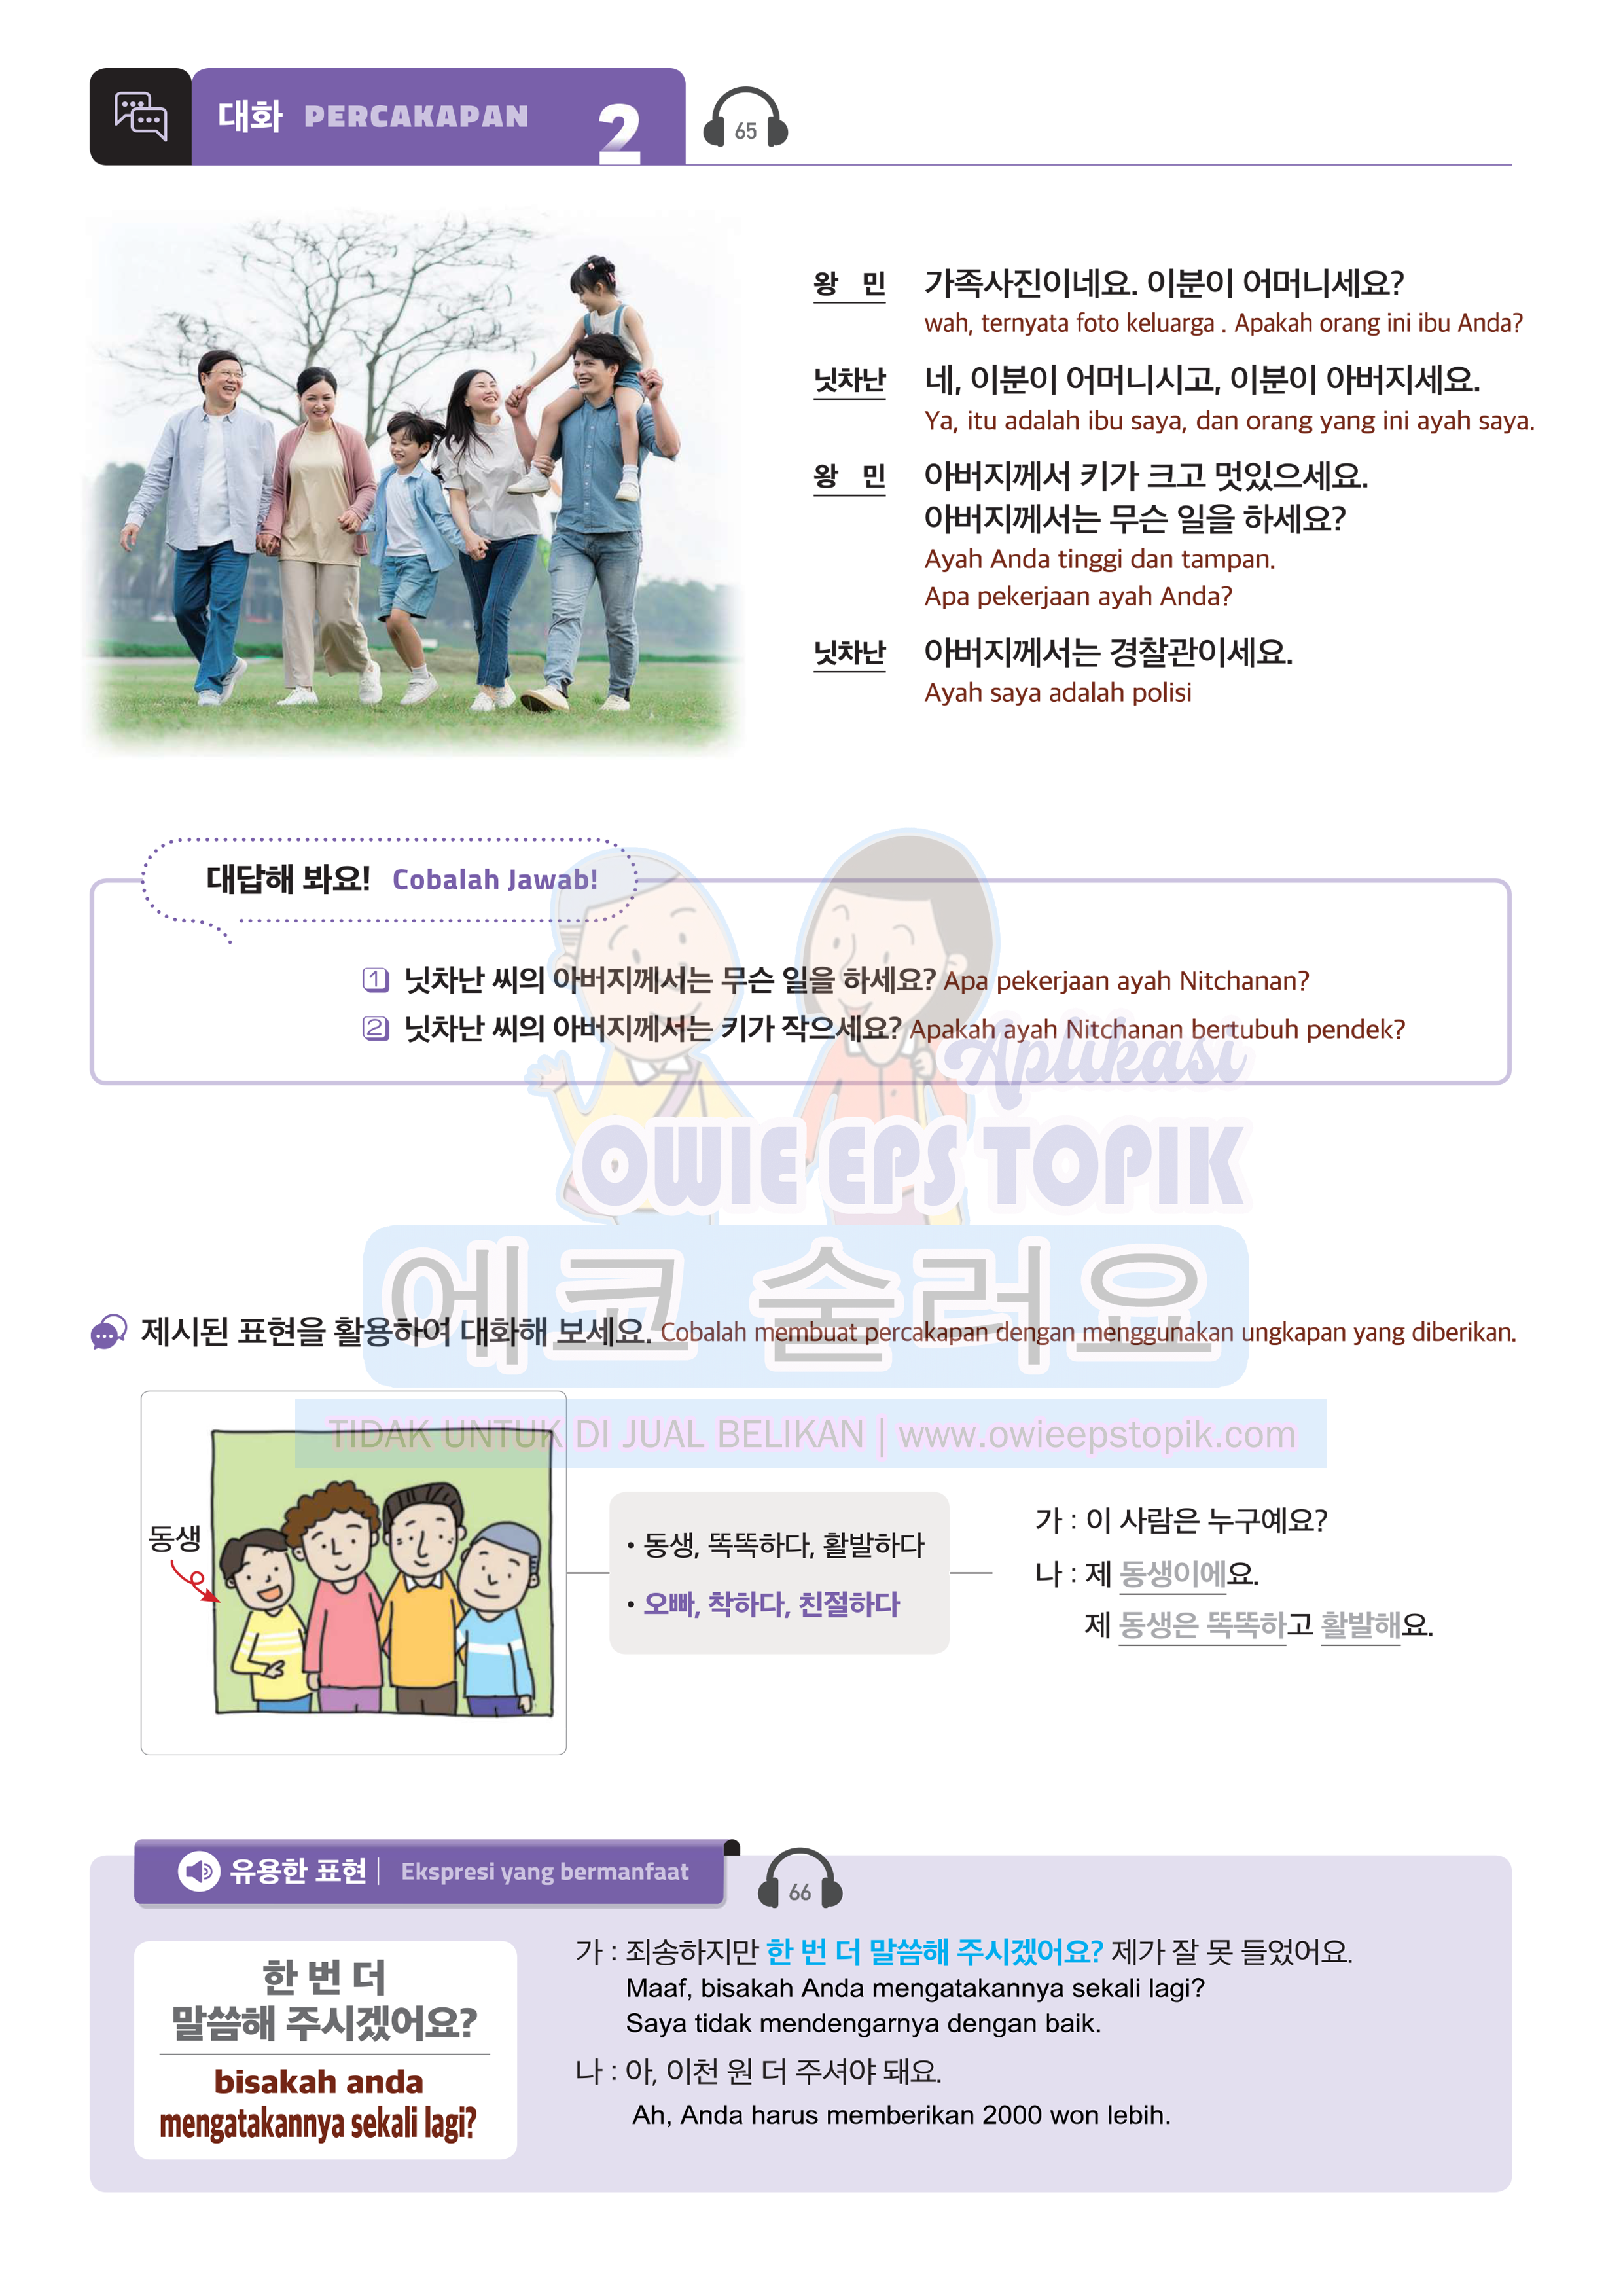 대화 PERCAKAPAN 2 65
왕 민 가족사진이네요. 이분이 어머니세요?
wah, ternyata foto keluarga . Apakah orang ini ibu Anda?
닛차난 네, 이분이 어머니시고, 이분이 아버지세요.
Ya, itu adalah ibu saya, dan orang yang ini ayah saya.
왕 민 아버지께서 키가 크고 멋있으세요.
아버지께서는 무슨 일을 하세요?
Ayah Anda tinggi dan tampan.
Apa pekerjaan ayah Anda?
닛차난 아버지께서는 경찰관이세요.
Ayah saya adalah polisi
대답해 봐요! Cobalah Jawab!
1 닛차난 씨의 아버지께서는 무슨 일을 하세요? Apa pekerjaan ayah Nitchanan?
2 닛차난 씨의 아버지께서는 키가 작으세요? Apakah ayah Nitchanan bertubuh pendek?
Aplikasi
OWIE EPS TOPIK
에코 술러요
제시된 표현을 활용하여 대화해 보세요. Cobalah membuat percakapan dengan menggunakan ungkapan yang diberikan.
TIDAK UNTUK DI JUAL BELIKAN | www.owieepstopik.com
동생
• 동생, 똑똑하다, 활발하다
• 오빠, 착하다, 친절하다
가 : 이 사람은 누구예요?
나 : 제 동생이에요.
제 동생은 똑똑하고 활발해요.
유용한 표현 | Ekspresi yang bermanfaat 66
한 번 더
말씀해 주시겠어요?
bisakah anda
mengatakannya sekali lagi?
가 : 죄송하지만 한 번 더 말씀해 주시겠어요? 제가 잘 못 들었어요.
Maaf, bisakah Anda mengatakannya sekali lagi?
Saya tidak mendengarnya dengan baik.
나 : 아, 이천 원 더 주셔야 돼요.
Ah, Anda harus memberikan 2000 won lebih.